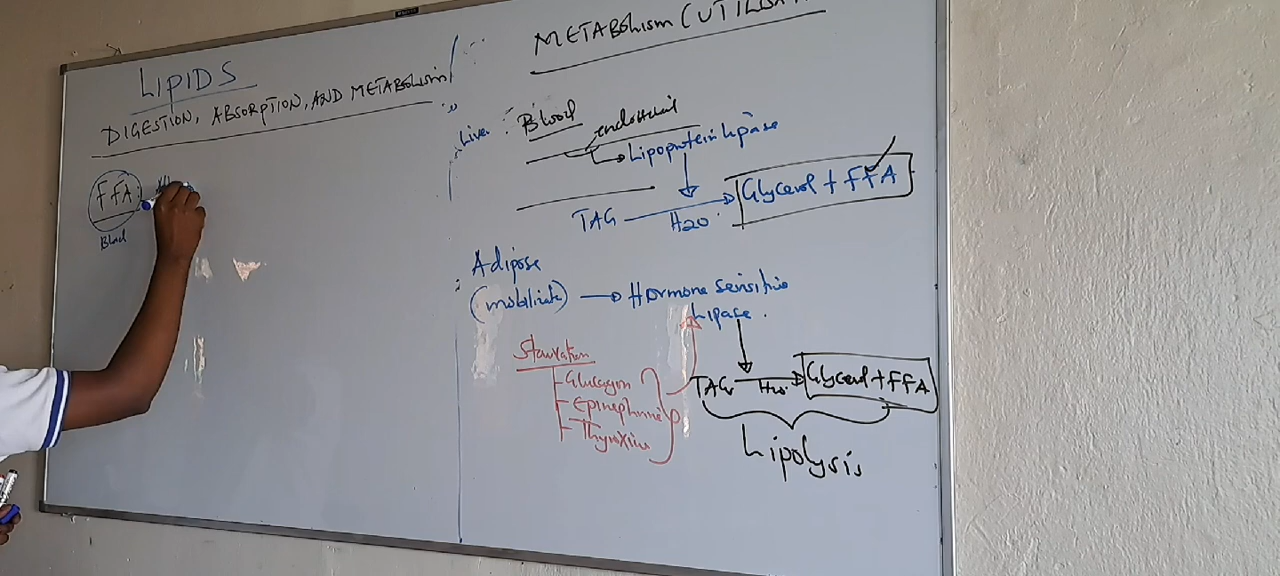 LIPIDS
DIGESTION, ABSORPTION, AND METABOLISM
FFA
Blood
METABOLISM (UTILISAT
Liver : Blood
endothelial
Lipoprotein lipase
TAG
H2O
Glycerol + FFA
Adipose
(mobilize) → Hormone sensitive
Lipase.
Starvation
Glucagon
Epinephrine
Thyroxine
TAG
H2O
Glycerol + FFA
Lipolysis